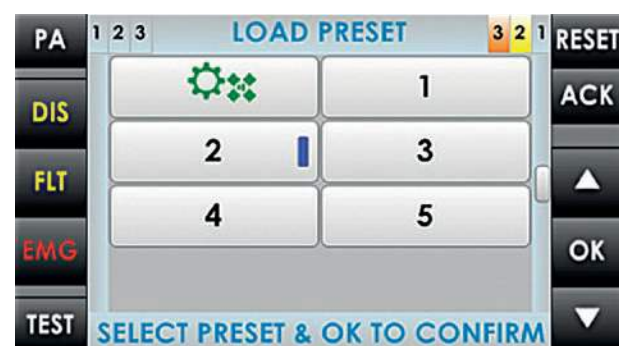 PA 1 2 3 LOAD PRESET 3 2 1 RESET
1 ACK
DIS
2 3
FLT
4 5
EMG OK
TEST SELECT PRESET & OK TO CONFIRM